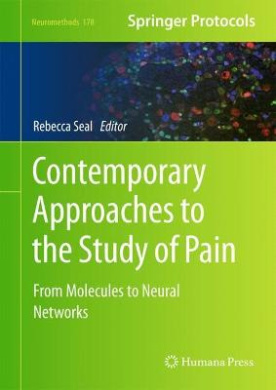 Neuromethods 178
Springer Protocols
Rebecca Seal Editor
Contemporary
Approaches to
the Study of Pain
From Molecules to Neural
Networks
Humana Press